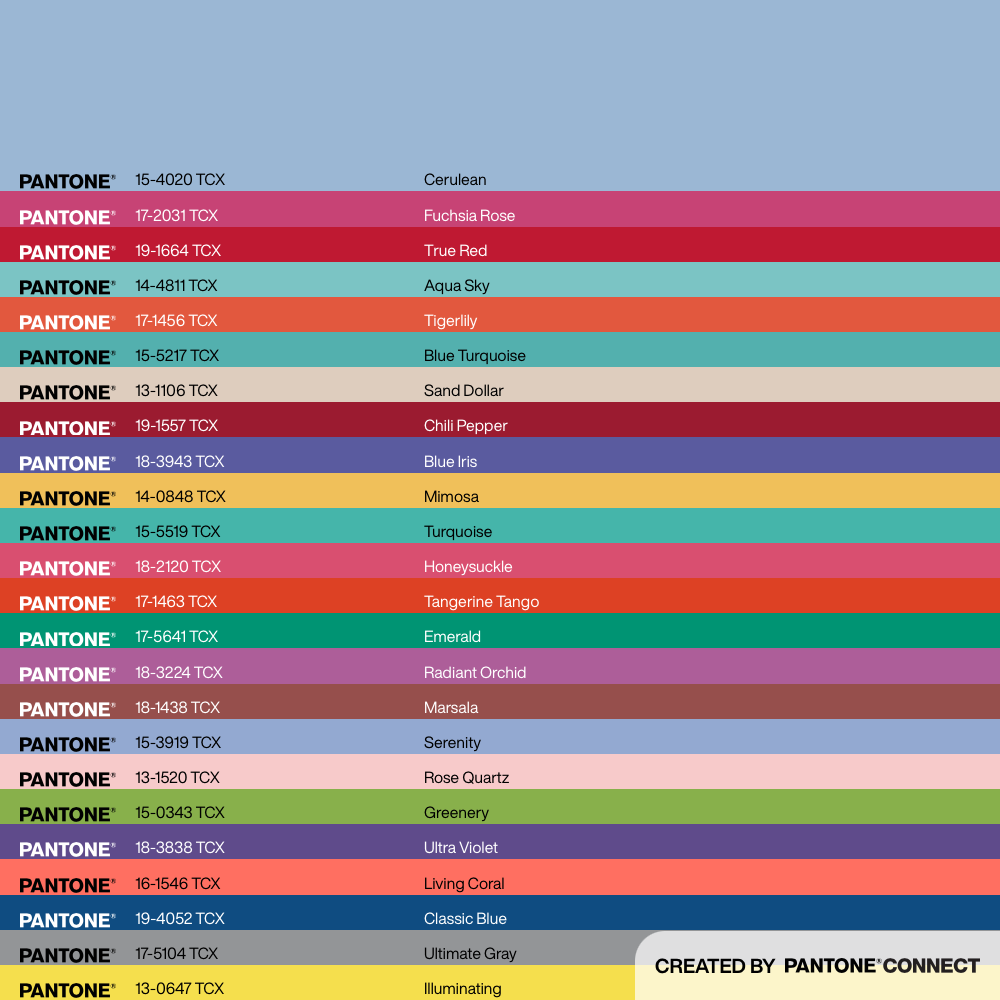 PANTONE® 15-4020 TCX Cerulean
PANTONE® 17-2031 TCX Fuchsia Rose
PANTONE® 19-1664 TCX True Red
PANTONE® 14-4811 TCX Aqua Sky
PANTONE® 17-1456 TCX Tigerlily
PANTONE® 15-5217 TCX Blue Turquoise
PANTONE® 13-1106 TCX Sand Dollar
PANTONE® 19-1557 TCX Chili Pepper
PANTONE® 18-3943 TCX Blue Iris
PANTONE® 14-0848 TCX Mimosa
PANTONE® 15-5519 TCX Turquoise
PANTONE® 18-2120 TCX Honeysuckle
PANTONE® 17-1463 TCX Tangerine Tango
PANTONE® 17-5641 TCX Emerald
PANTONE® 18-3224 TCX Radiant Orchid
PANTONE® 18-1438 TCX Marsala
PANTONE® 15-3919 TCX Serenity
PANTONE® 13-1520 TCX Rose Quartz
PANTONE® 15-0343 TCX Greenery
PANTONE® 18-3838 TCX Ultra Violet
PANTONE® 16-1546 TCX Living Coral
PANTONE® 19-4052 TCX Classic Blue
PANTONE® 17-5104 TCX Ultimate Gray
PANTONE® 13-0647 TCX Illuminating
CREATED BY PANTONE® CONNECT